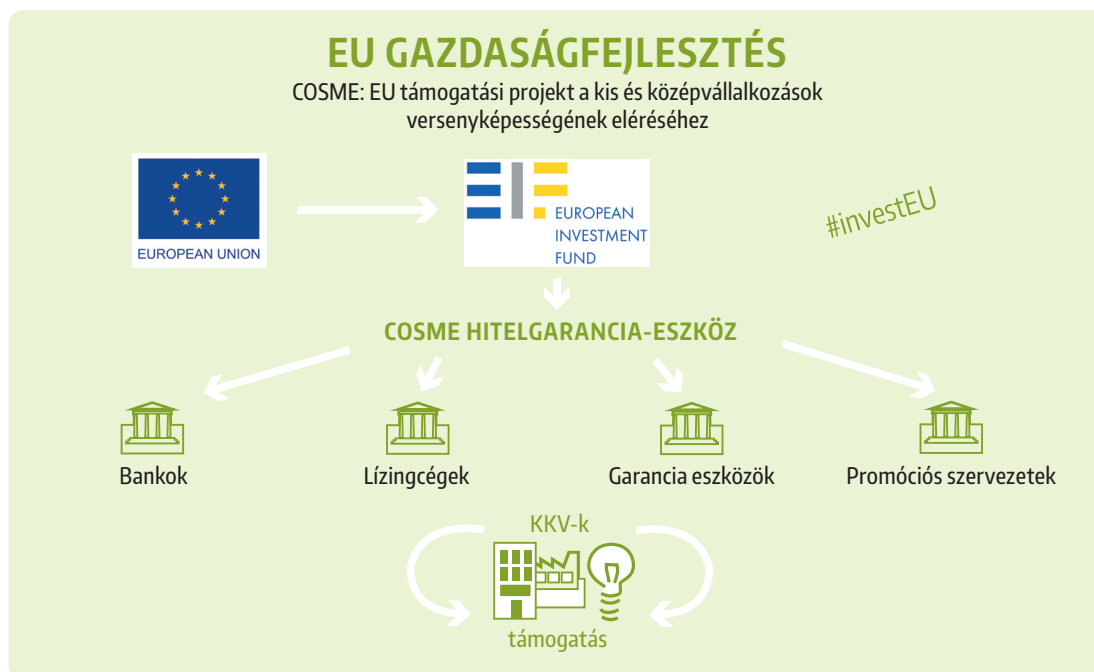 EU GAZDASÁGFEJLESZTÉS
COSME: EU támogatási projekt a kis és középvállalkozások
versenyképességének eléréséhez
EUROPEAN UNION
EUROPEAN
INVESTMENT
FUND
#investEU
COSME HITELGARANCIA-ESZKÖZ
Bankok
Lízingcégek
Garancia eszközök
Promóciós szervezetek
KKV-k
támogatás